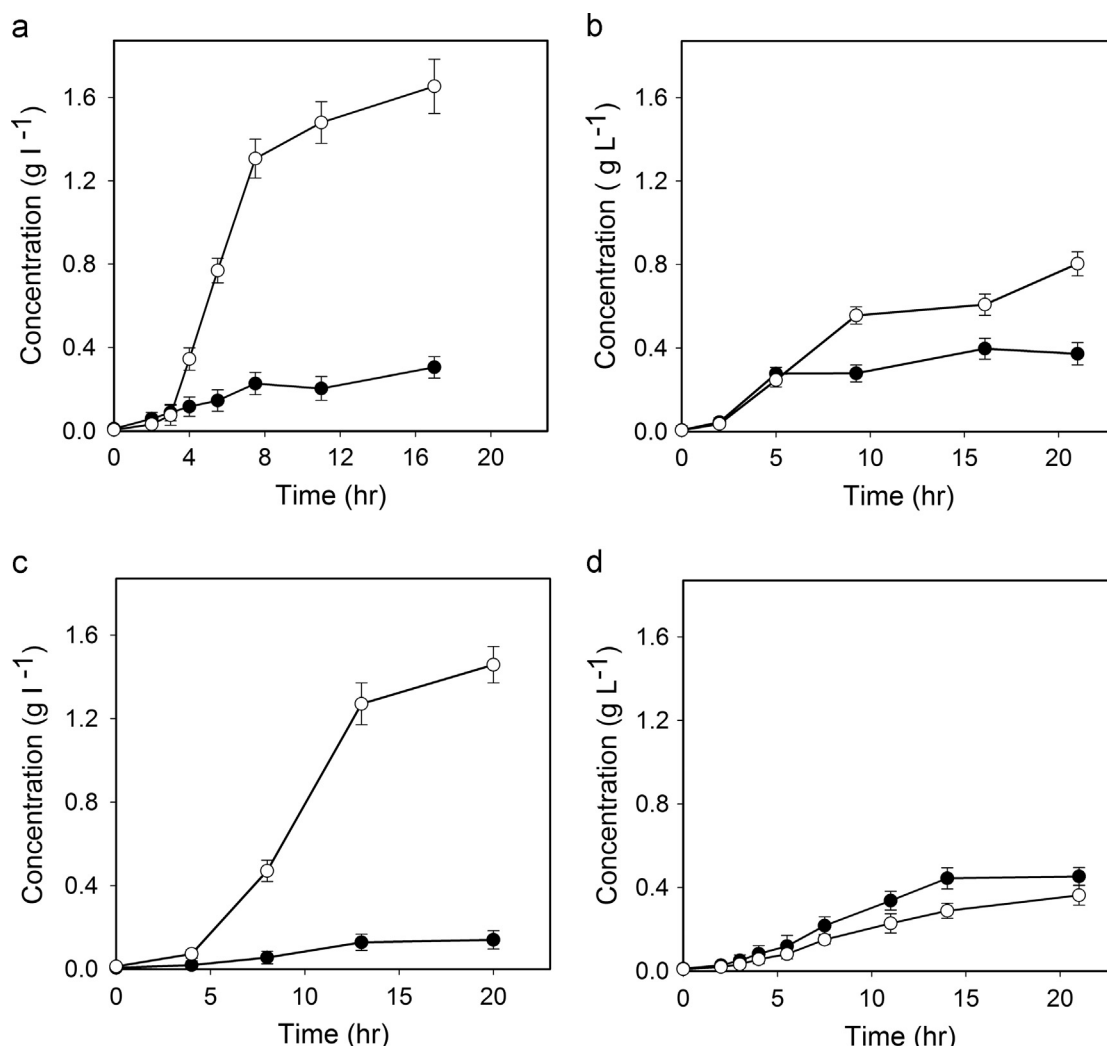 a
Concentration (g l -1)
1.6
1.2
0.8
0.4
0.0
0 4 8 12 16 20
Time (hr)
b
Concentration ( g L-1)
1.6
1.2
0.8
0.4
0.0
0 5 10 15 20
Time (hr)
c
Concentration (g l -1)
1.6
1.2
0.8
0.4
0.0
0 5 10 15 20
Time (hr)
d
Concentration (g L-1)
1.6
1.2
0.8
0.4
0.0
0 5 10 15 20
Time (hr)